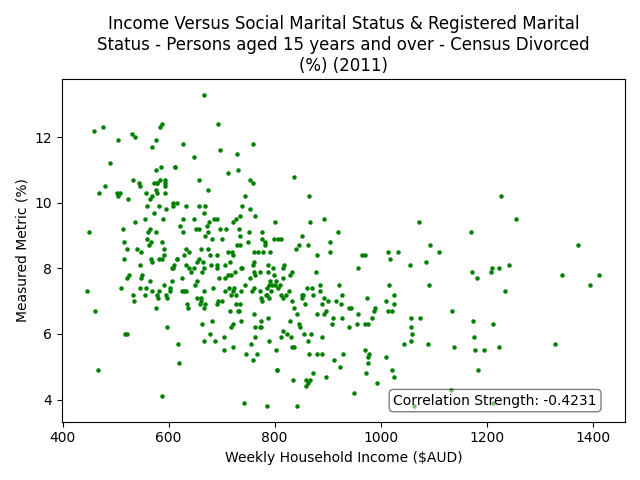 Income Versus Social Marital Status & Registered Marital
Status - Persons aged 15 years and over - Census Divorced
(%) (2011)
Measured Metric (%)
12
10
8
6
4
Correlation Strength: -0.4231
400
600
800
1000
1200
1400
Weekly Household Income ($AUD)